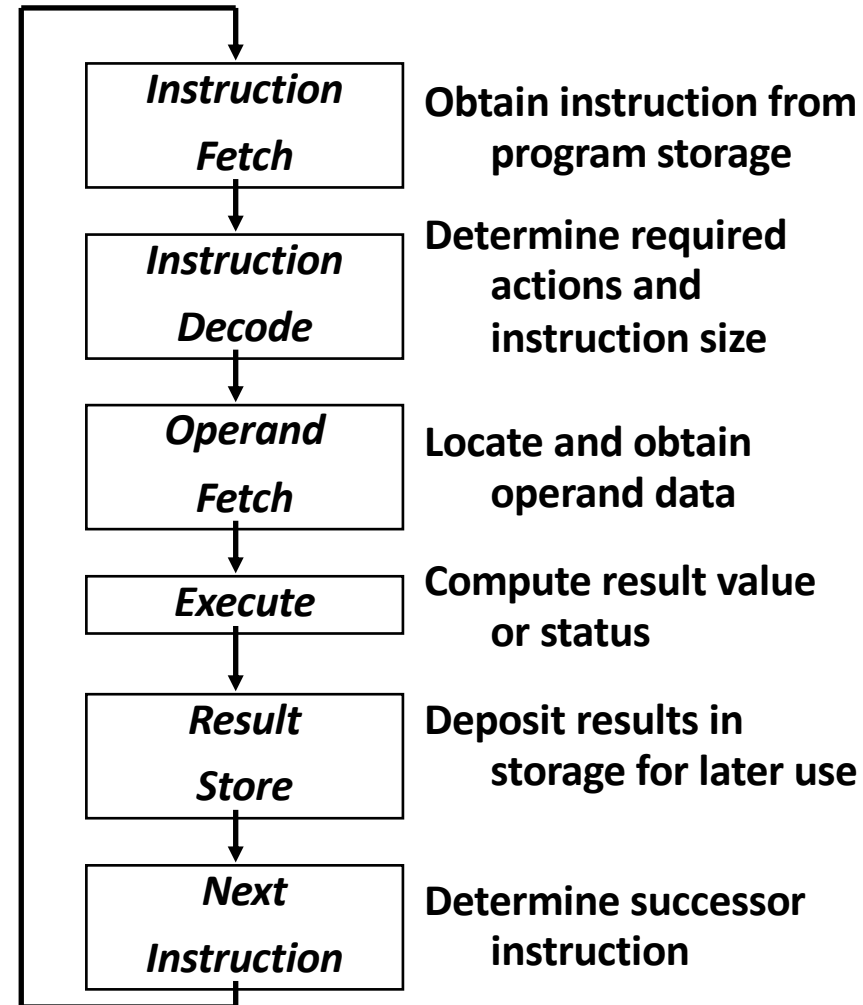 Instruction
Fetch
Obtain instruction from
program storage
Instruction
Decode
Determine required
actions and
instruction size
Operand
Fetch
Locate and obtain
operand data
Execute
Compute result value
or status
Result
Store
Deposit results in
storage for later use
Next
Instruction
Determine successor
instruction